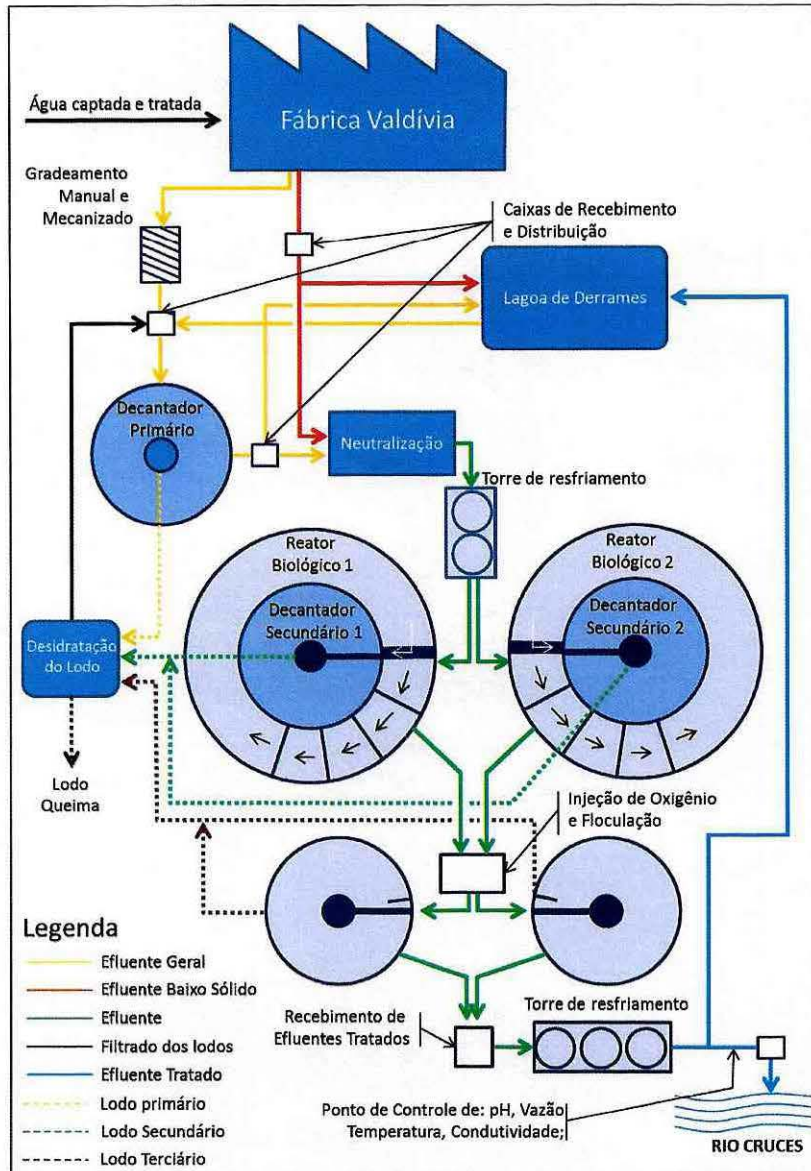 Água captada e tratada
Fábrica Valdívia
Gradeamento
Manual e
Mecanizado
Caixas de Recebimento
e Distribuição
Lagoa de Derrames
Decantador
Primário
Neutralização
Torre de resfriamento
Reator
Biológico 1
Decantador
Secundário 1
Reator
Biológico 2
Decantador
Secundário 2
Desidratação
do Lodo
Lodo
Queima
Injeção de Oxigênio
e Floculação
Legenda
Efluente Geral
Efluente Baixo Sólido
Efluente
Filtrado dos lodos
Efluente Tratado
Lodo primário
Lodo Secundário
Lodo Terciário
Recebimento de
Efluentes Tratados
Torre de resfriamento
Ponto de Controle de: pH, Vazão
Temperatura, Condutividade;
RIO CRUCES